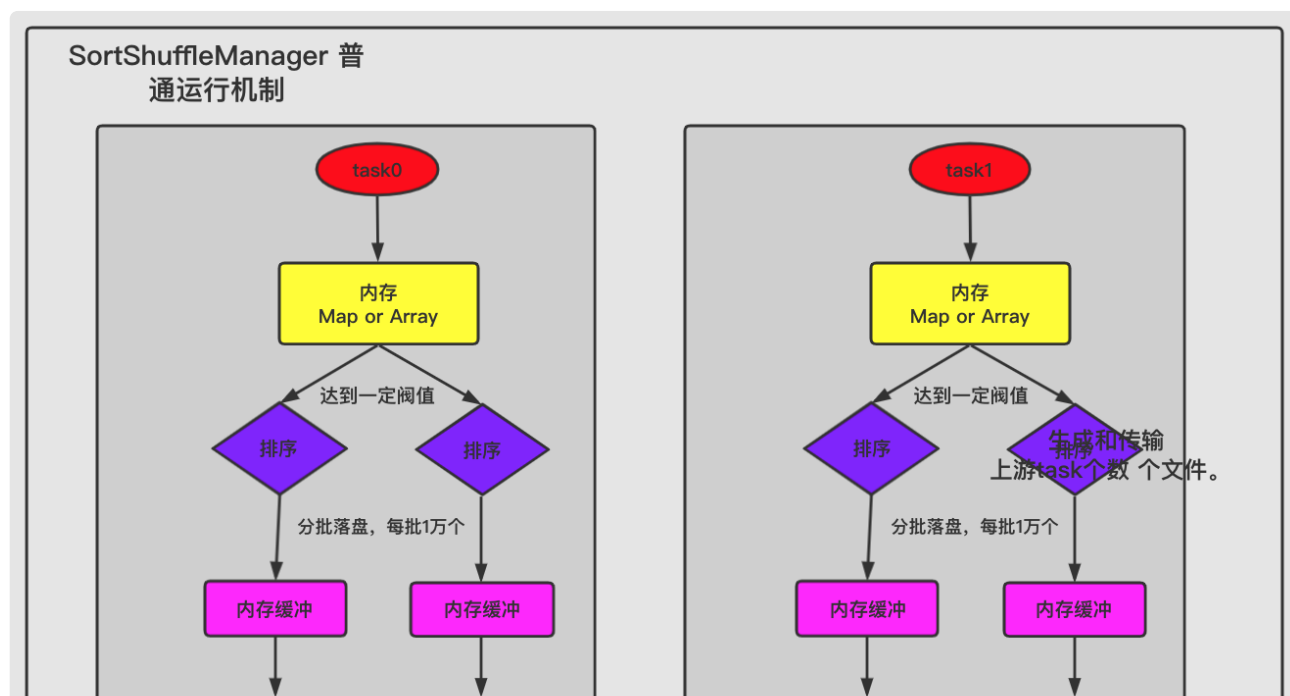 SortShuffleManager 普
通运行机制
task0
task1
内存
Map or Array
内存
Map or Array
达到一定阀值
达到一定阀值
排序
排序
排序
排序
生成和传输
上游task个数 个文件。
分批落盘，每批1万个
分批落盘，每批1万个
内存缓冲
内存缓冲
内存缓冲
内存缓冲